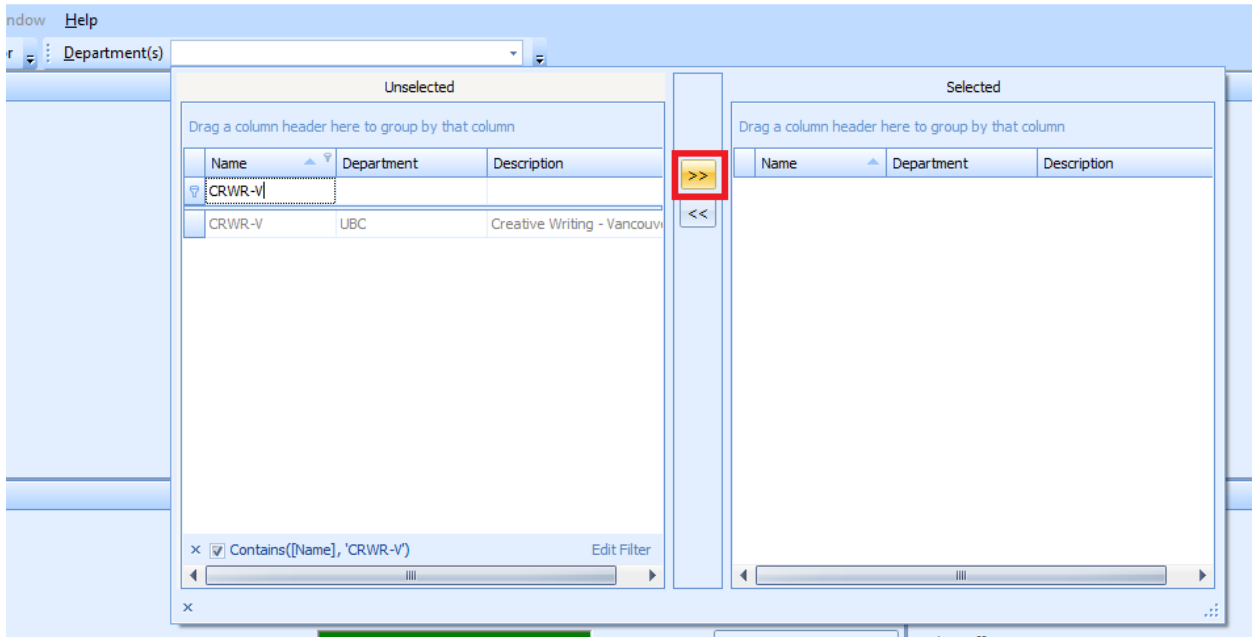 ndow Help
Department(s)
Unselected
Selected
Drag a column header here to group by that column
Drag a column header here to group by that column
Name Department Description
>>
Name Department Description
CRWR-V
<<
CRWR-V UBC Creative Writing - Vancouv
Contains([Name], 'CRWR-V') Edit Filter